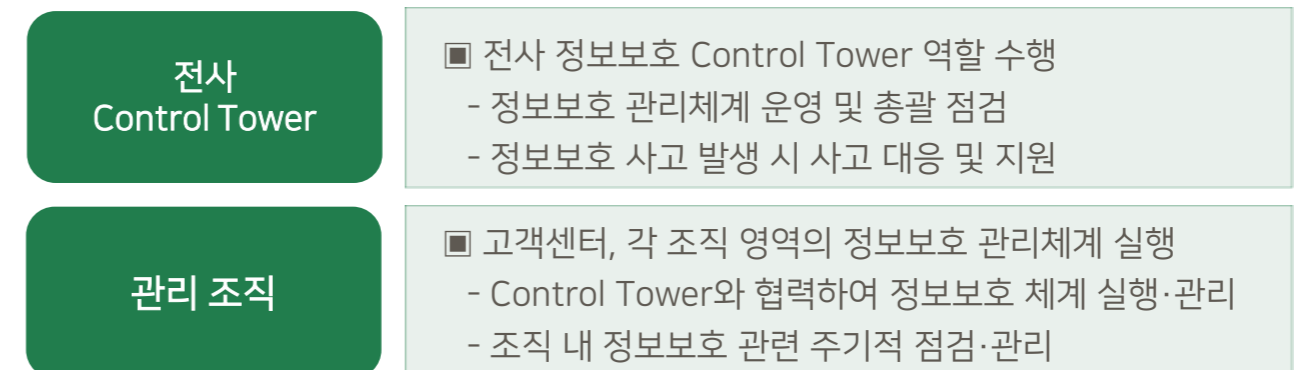 전사
Control Tower
▣ 전사 정보보호 Control Tower 역할 수행
- 정보보호 관리체계 운영 및 총괄 점검
- 정보보호 사고 발생 시 사고 대응 및 지원
관리 조직
▣ 고객센터, 각 조직 영역의 정보보호 관리체계 실행
- Control Tower와 협력하여 정보보호 체계 실행·관리
- 조직 내 정보보호 관련 주기적 점검·관리